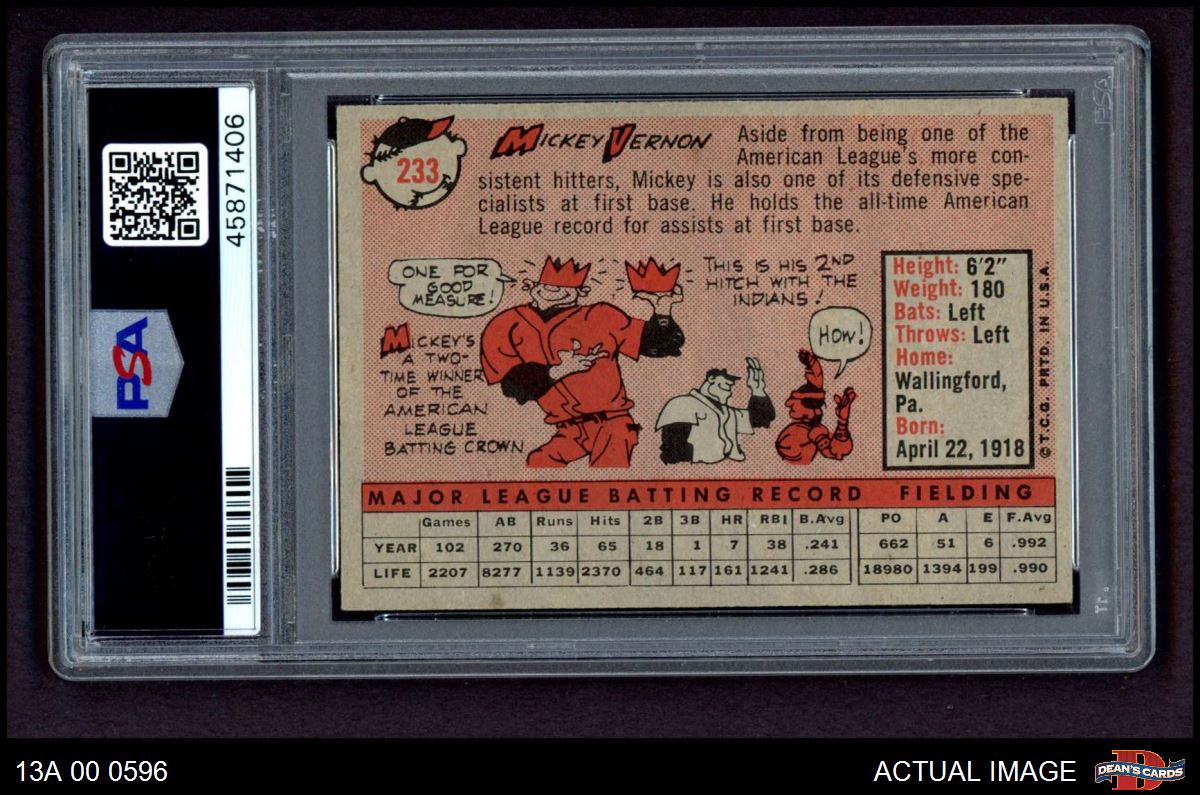 45871406
PSA
233
MICKEY VERNON
Aside from being one of the
American League's more con-
sistent hitters, Mickey is also one of its defensive spe-
cialists at first base. He holds the all-time American
League record for assists at first base.
ONE FOR
GOOD
MEASURE!
MICKEY'S
A TWO-
TIME WINNER
OF THE
AMERICAN
LEAGUE
BATTING CROWN
THIS IS HIS 2ND
HITCH WITH THE
INDIANS!
HOW!
Height: 6'2"
Weight: 180
Bats: Left
Throws: Left
Home:
Wallingford,
Pa.
Born:
April 22, 1918
© T.C.G. PRTD. IN U.S.A.
MAJOR LEAGUE BATTING RECORD FIELDING
Games AB Runs Hits 2B 3B HR RBI B.Avg PO A E F.Avg
YEAR 102 270 36 65 18 1 7 38 .241 662 51 6 .992
LIFE 2207 8277 1139 2370 464 117 161 1241 .286 18980 1394 199 .990
13A 00 0596
ACTUAL IMAGE
DEAN'S CARDS